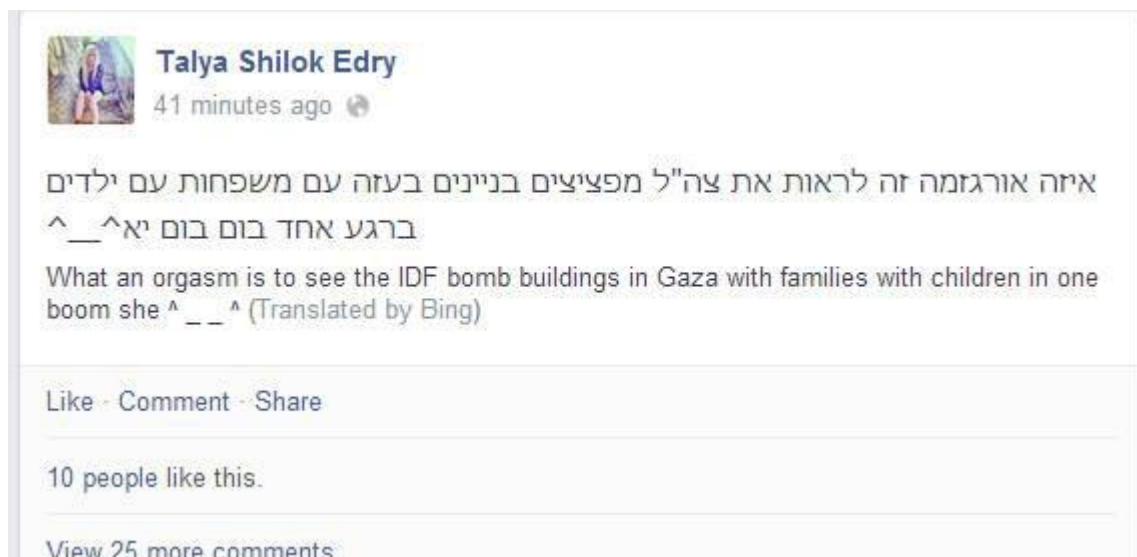 Talya Shilok Edry
41 minutes ago
איזה אורגזמה זה לראות את צה"ל מפציצים בניינים בעזה עם משפחות עם ילדים
ברגע אחד בום בום יא^__^
What an orgasm is to see the IDF bomb buildings in Gaza with families with children in one
boom she ^ _ _ ^ (Translated by Bing)
Like · Comment · Share
10 people like this.
View 25 more comments